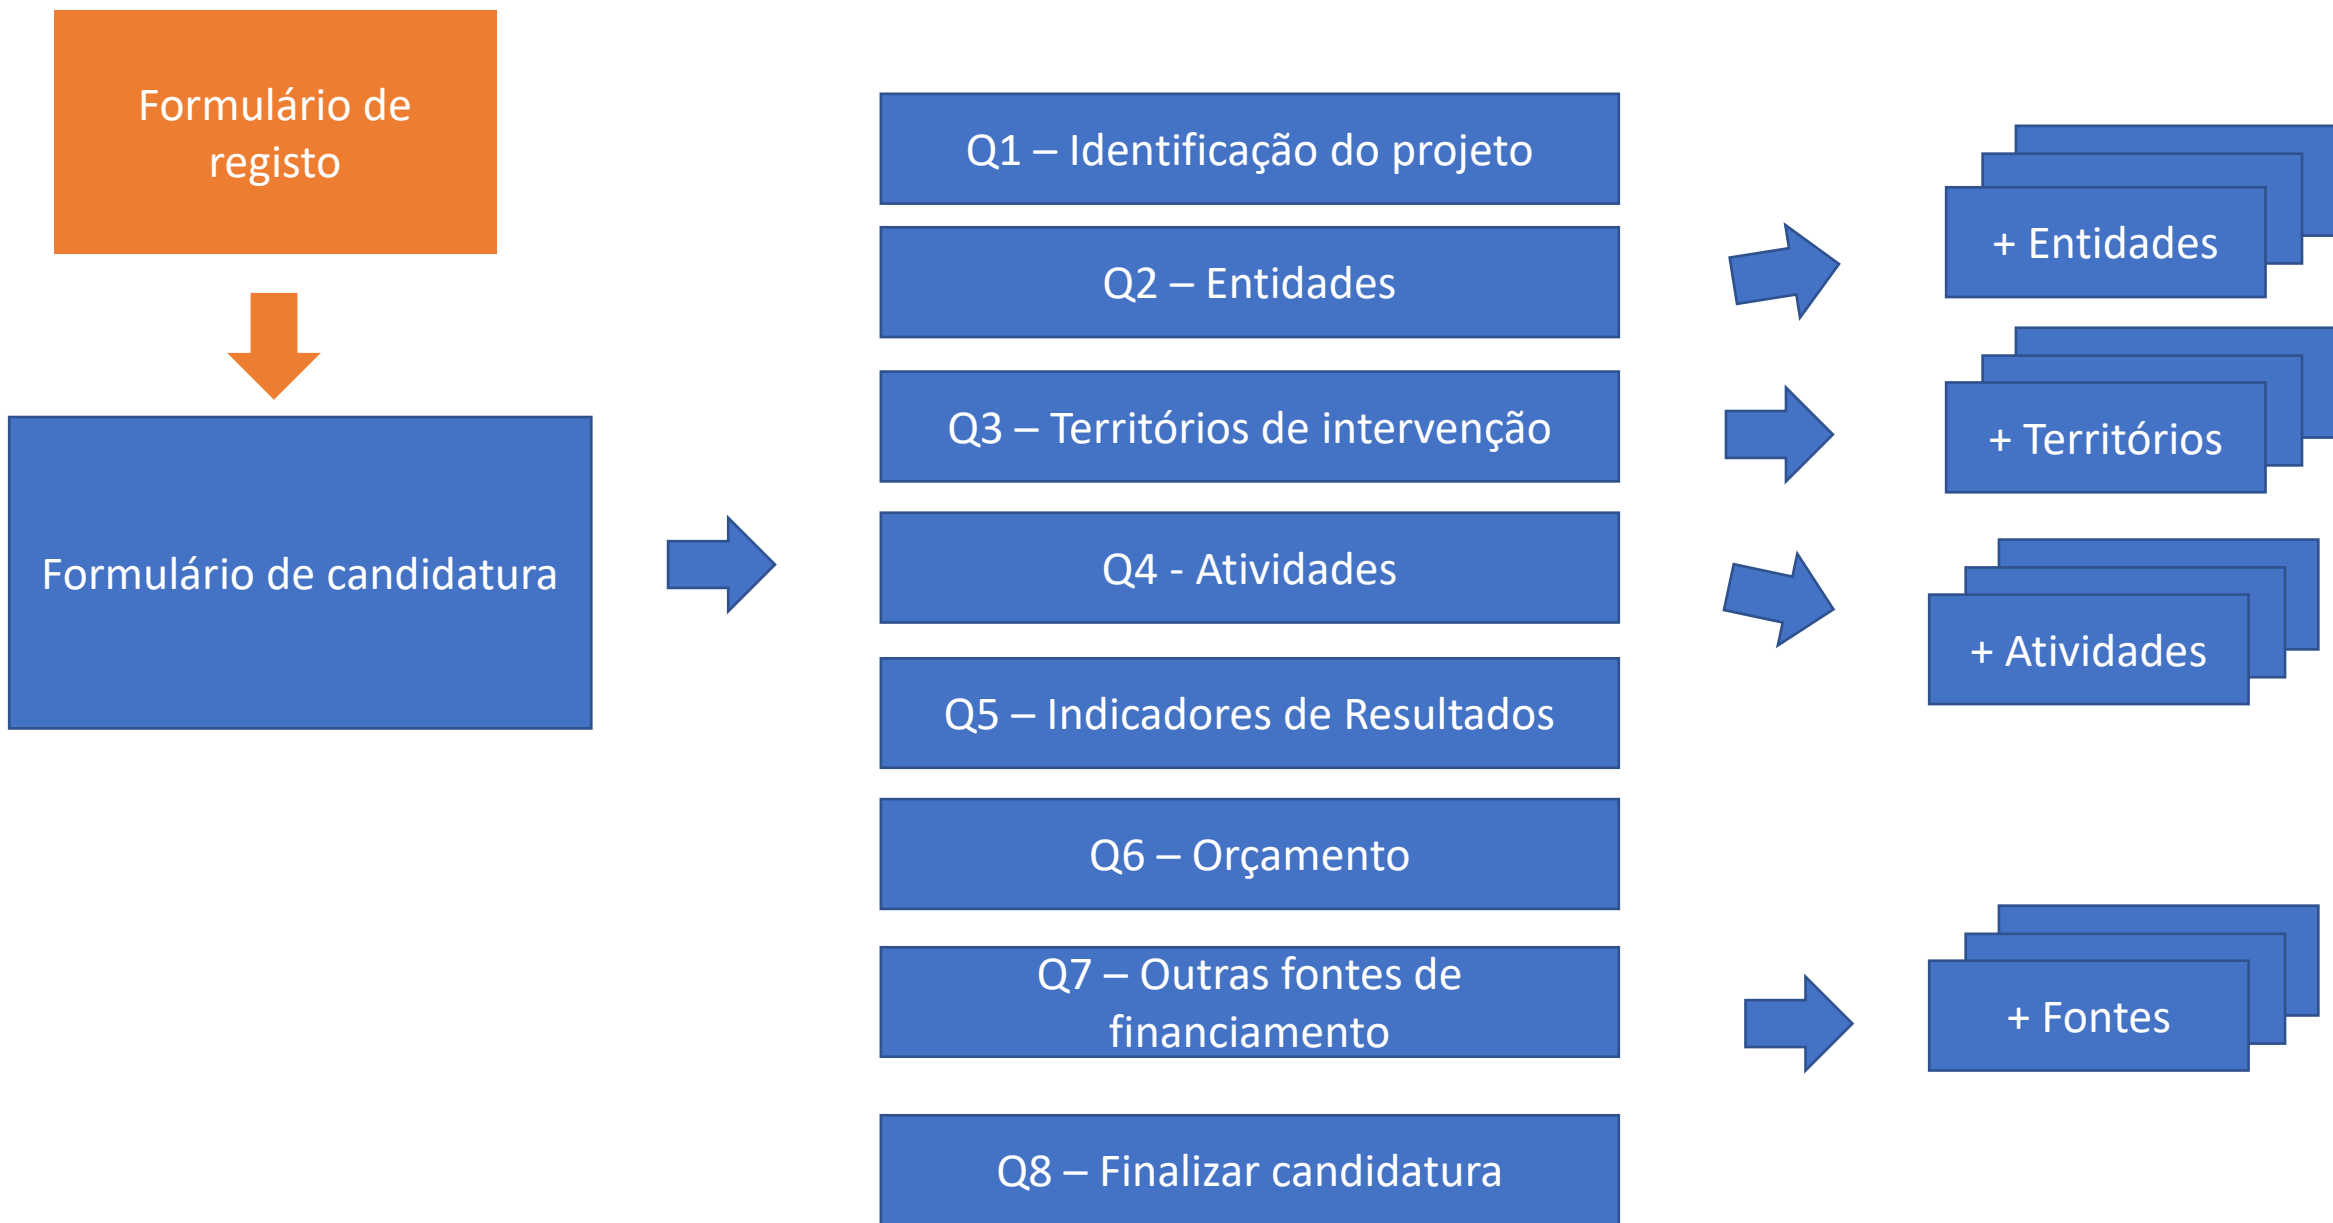 Formulário de
registo
Formulário de candidatura
Q1 – Identificação do projeto
Q2 – Entidades
Q3 – Territórios de intervenção
Q4 - Atividades
Q5 – Indicadores de Resultados
Q6 – Orçamento
Q7 – Outras fontes de
financiamento
Q8 – Finalizar candidatura
+ Entidades
+ Territórios
+ Atividades
+ Fontes